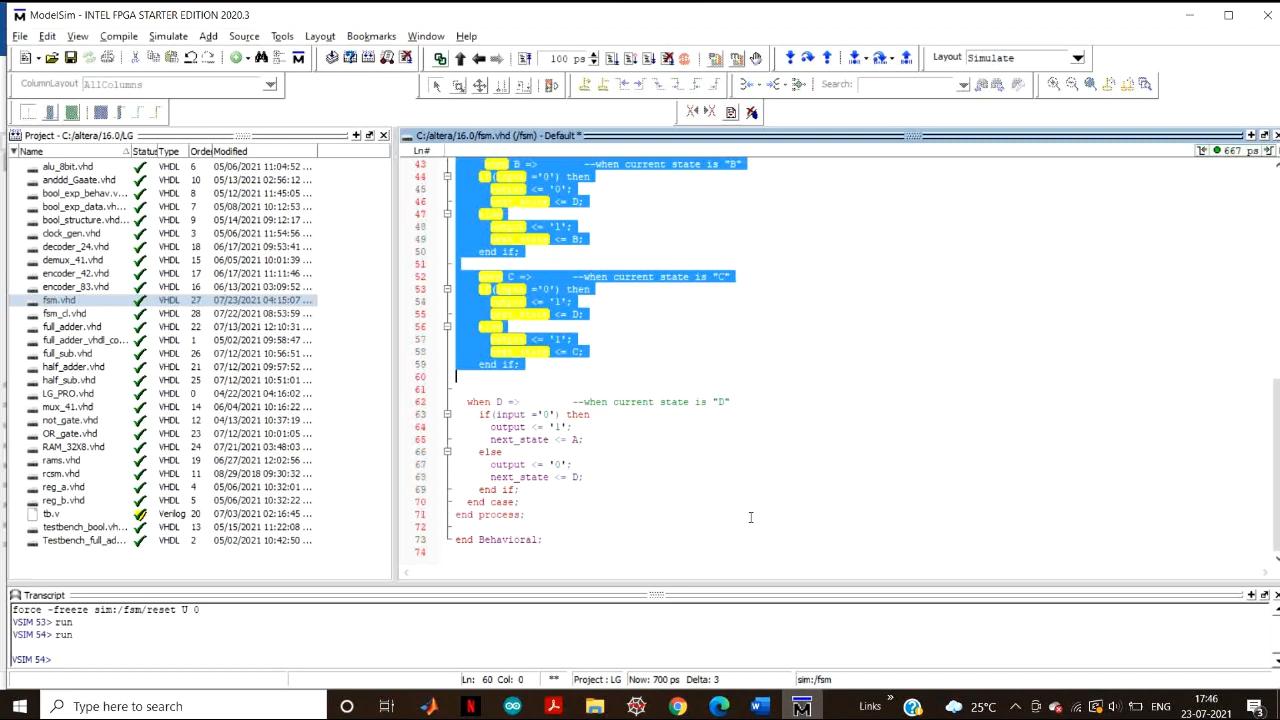 ModelSim - INTEL FPGA STARTER EDITION 2020.3
File Edit View Compile Simulate Add Source Tools Layout Bookmarks Window Help
100 ps Layout Simulate
ColumnLayout AllColumns Search:
Project - C:/altera/16.0/LG
Name Status Type Order Modified
alu_8bit.vhd VHDL 6 05/06/2021 11:04:52 ...
anddd_Gaate.vhd VHDL 10 05/13/2021 12:56:12 ...
bool_exp_behav.v... VHDL 8 05/12/2021 11:45:05 ...
bool_exp_data.vh... VHDL 7 05/08/2021 10:12:53 ...
bool_structure.vhd... VHDL 9 05/14/2021 09:12:17 ...
clock_gen.vhd VHDL 3 05/06/2021 11:54:56 ...
decoder_24.vhd VHDL 18 06/17/2021 09:53:41 ...
demux_41.vhd VHDL 15 06/05/2021 10:01:39 ...
encoder_42.vhd VHDL 17 06/17/2021 11:11:46 ...
encoder_83.vhd VHDL 16 06/13/2021 03:09:52 ...
fsm.vhd VHDL 27 07/23/2021 04:15:07 ...
fsm_cl.vhd VHDL 28 07/22/2021 08:53:59 ...
full_adder.vhd VHDL 22 07/13/2021 12:10:31 ...
full_adder_vhdl_co... VHDL 1 05/02/2021 09:58:47 ...
full_sub.vhd VHDL 26 07/12/2021 10:56:51 ...
half_adder.vhd VHDL 21 07/12/2021 09:57:52 ...
half_sub.vhd VHDL 25 07/12/2021 10:51:01 ...
LG_PRO.vhd VHDL 0 04/22/2021 04:16:02 ...
mux_41.vhd VHDL 14 06/04/2021 10:16:22 ...
not_gate.vhd VHDL 12 04/13/2021 10:37:19 ...
OR_gate.vhd VHDL 23 07/12/2021 10:01:05 ...
RAM_32X8.vhd VHDL 24 07/13/2021 09:48:03 ...
rams.vhd VHDL 19 06/27/2021 12:02:56 ...
rcsm.vhd VHDL 11 08/29/2018 09:30:32 ...
reg_a.vhd VHDL 4 05/06/2021 10:32:01 ...
reg_b.vhd VHDL 5 05/06/2021 10:32:22 ...
tb.v Verilog 20 07/03/2021 02:16:45 ...
testbench_bool.vh... VHDL 13 05/15/2021 11:22:08 ...
Testbench_full_ad... VHDL 2 05/02/2021 10:42:50 ...
C:/altera/16.0/fsm.vhd (/fsm) - Default *
Ln# 667 ps
43 when B => --when current state is "B"
44 if(input ='0') then
45 output <= '0';
46 next_state <= D;
47 else
48 output <= '1';
49 next_state <= B;
50 end if;
51
52 when C => --when current state is "C"
53 if(input ='0') then
54 output <= '1';
55 next_state <= D;
56 else
57 output <= '1';
58 next_state <= C;
59 end if;
60
61
62 when D => --when current state is "D"
63 if(input ='0') then
64 output <= '1';
65 next_state <= A;
66 else
67 output <= '0';
68 next_state <= D;
69 end if;
70 end case;
71 end process;
72
73 end Behavioral;
74
Transcript
force -freeze sim:/fsm/reset U 0
VSIM 53> run
VSIM 54> run
VSIM 54>
Ln: 60 Col: 0 ** Project : LG Now: 700 ps Delta: 3 sim:/fsm
Type here to search Links 25°C ENG 17:46
23-07-2021 3